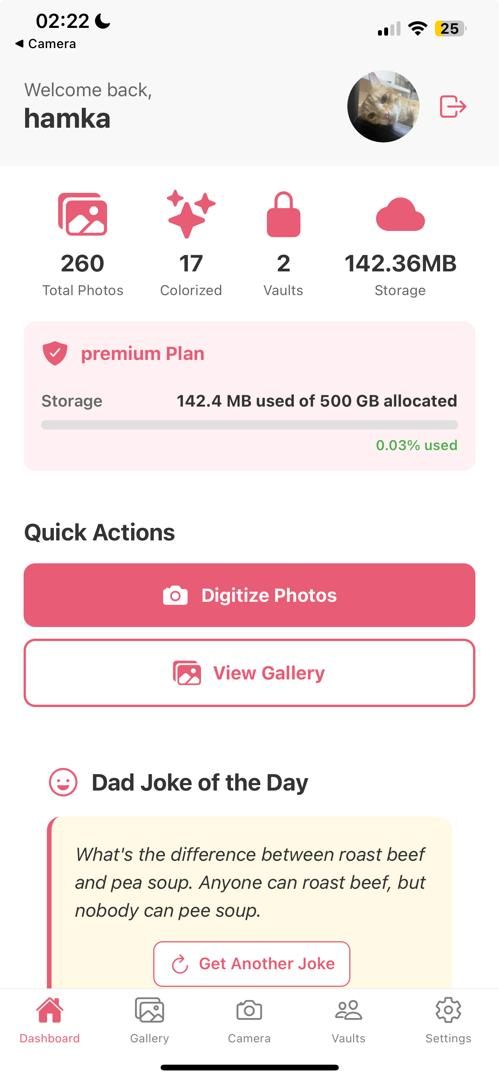 02:22
25
◀ Camera
Welcome back,
hamka
260
17
2
142.36MB
Total Photos
Colorized
Vaults
Storage
premium Plan
Storage
142.4 MB used of 500 GB allocated
0.03% used
Quick Actions
Digitize Photos
View Gallery
Dad Joke of the Day
What's the difference between roast beef
and pea soup. Anyone can roast beef, but
nobody can pee soup.
Get Another Joke
Dashboard
Gallery
Camera
Vaults
Settings